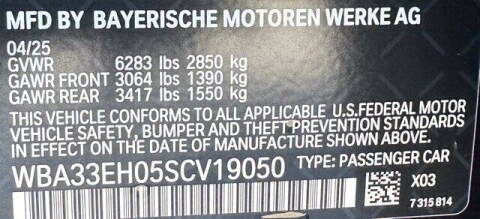 MFD BY BAYERISCHE MOTOREN WERKE AG
04/25
GVWR 6283 lbs 2850 kg
GAWR FRONT 3064 lbs 1390 kg
GAWR REAR 3417 lbs 1550 kg
THIS VEHICLE CONFORMS TO ALL APPLICABLE U.S.FEDERAL MOTOR
VEHICLE SAFETY, BUMPER AND THEFT PREVENTION STANDARDS
IN EFFECT ON THE DATE OF MANUFACTURE SHOWN ABOVE.
WBA33EH05SCV19050 TYPE: PASSENGER CAR
X03
7 315 814